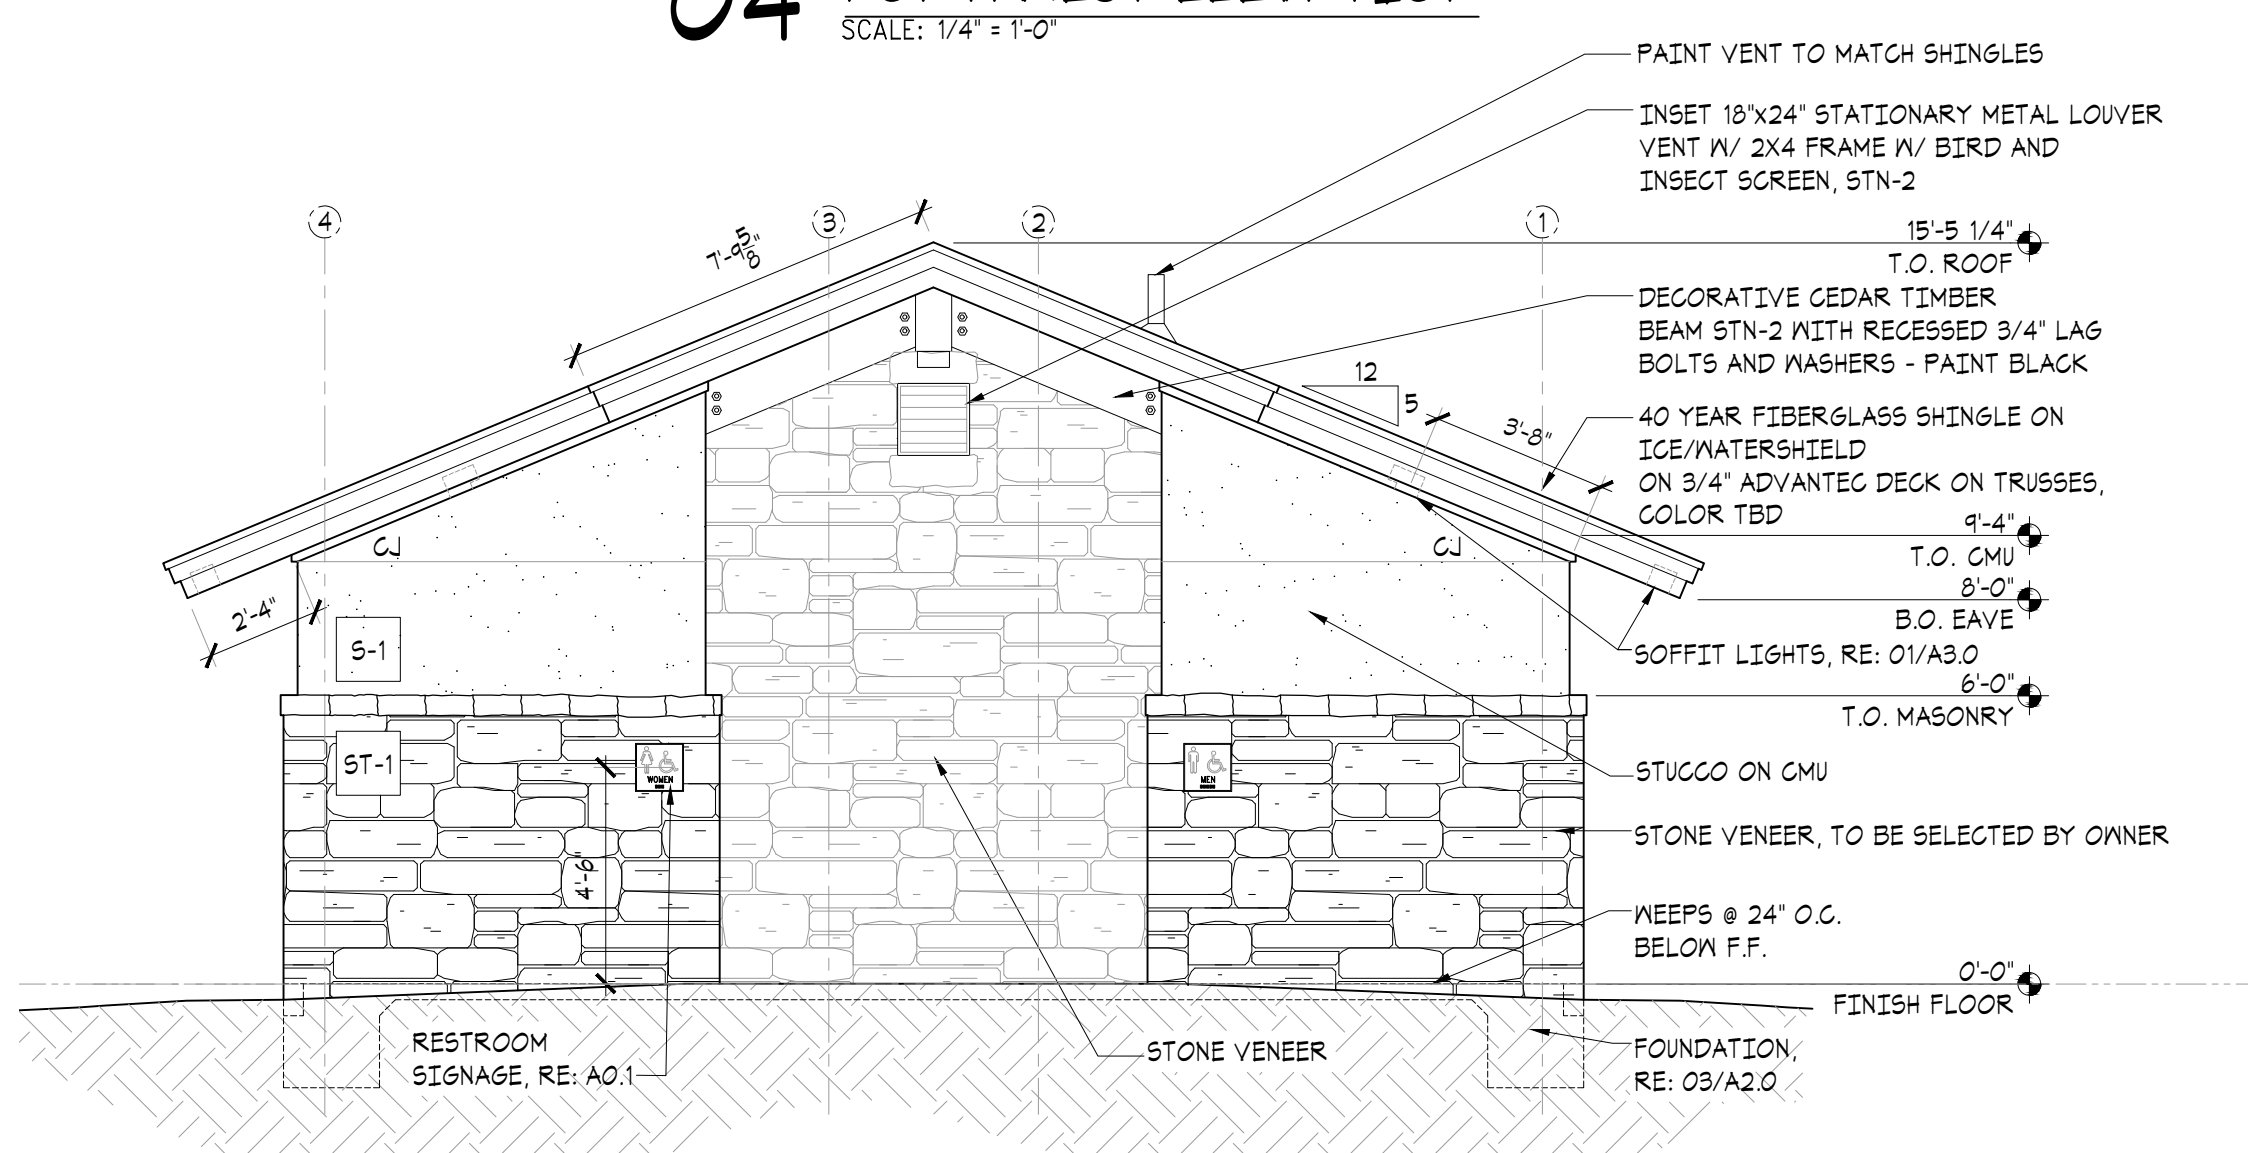 04
SCALE: 1/4" = 1'-0"
PAINT VENT TO MATCH SHINGLES
INSET 18"x24" STATIONARY METAL LOUVER
VENT W/ 2X4 FRAME W/ BIRD AND
INSECT SCREEN, STN-2
4
3
2
1
7'-9 5/8"
15'-5 1/4"
T.O. ROOF
DECORATIVE CEDAR TIMBER
BEAM STN-2 WITH RECESSED 3/4" LAG
BOLTS AND WASHERS - PAINT BLACK
12
5
3'-8"
40 YEAR FIBERGLASS SHINGLE ON
ICE/WATERSHIELD
ON 3/4" ADVANTEC DECK ON TRUSSES,
COLOR TBD
9'-4"
T.O. CMU
CJ
CJ
8'-0"
B.O. EAVE
2'-4"
S-1
SOFFIT LIGHTS, RE: 01/A3.0
6'-0"
T.O. MASONRY
ST-1
WOMEN
MEN
STUCCO ON CMU
STONE VENEER, TO BE SELECTED BY OWNER
4'-6"
WEEPS @ 24" O.C.
BELOW F.F.
0'-0"
FINISH FLOOR
RESTROOM
SIGNAGE, RE: A0.1
STONE VENEER
FOUNDATION,
RE: 03/A2.0